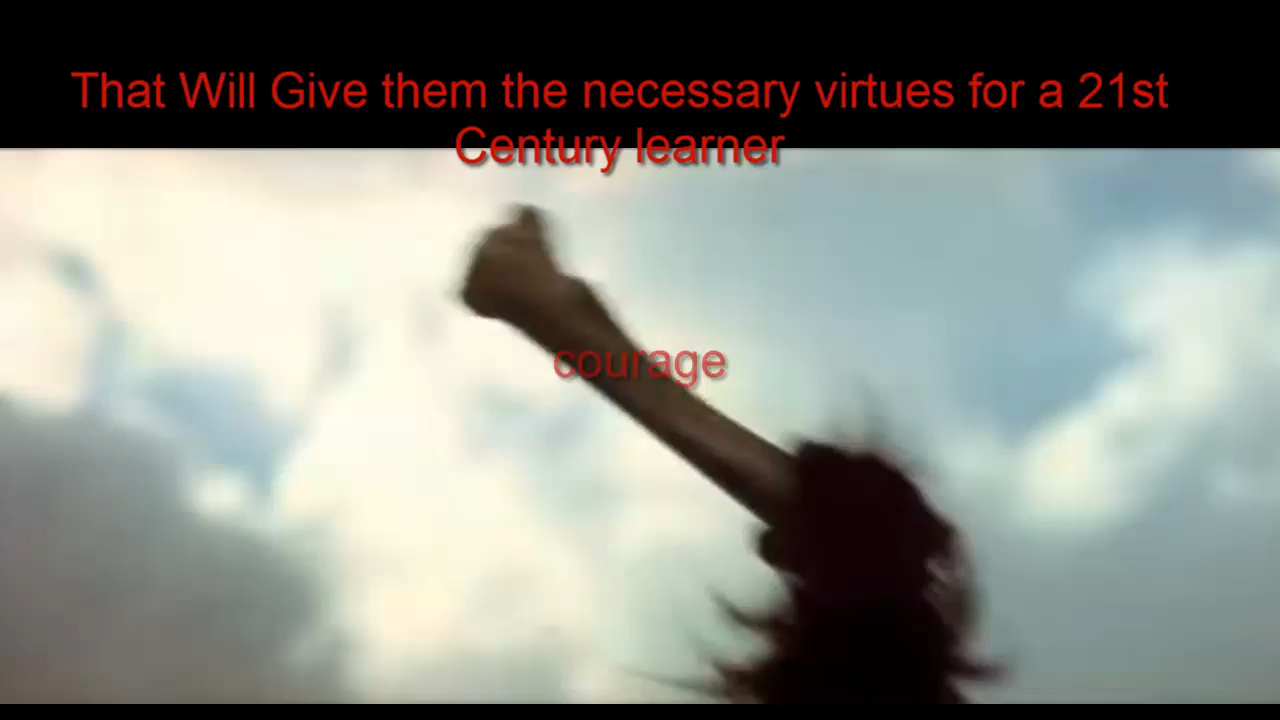 That Will Give them the necessary virtues for a 21st
Century learner
courage